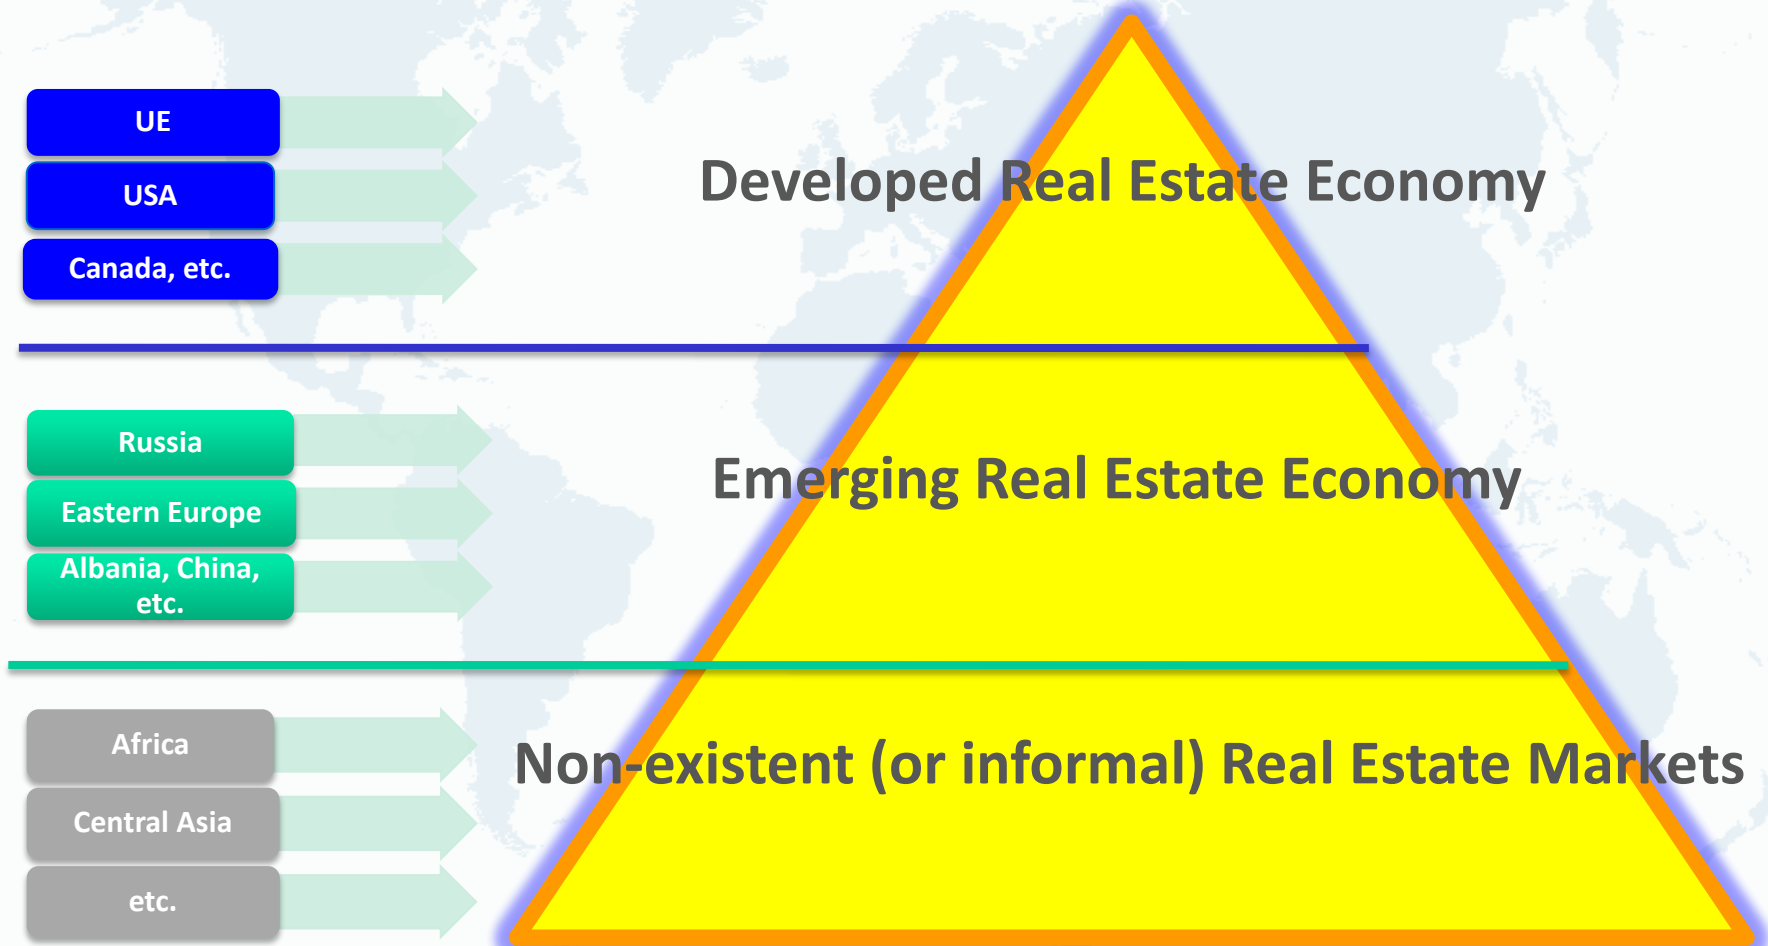 UE
USA
Canada, etc.
Developed Real Estate Economy
Russia
Eastern Europe
Albania, China,
etc.
Emerging Real Estate Economy
Africa
Central Asia
etc.
Non-existent (or informal) Real Estate Markets